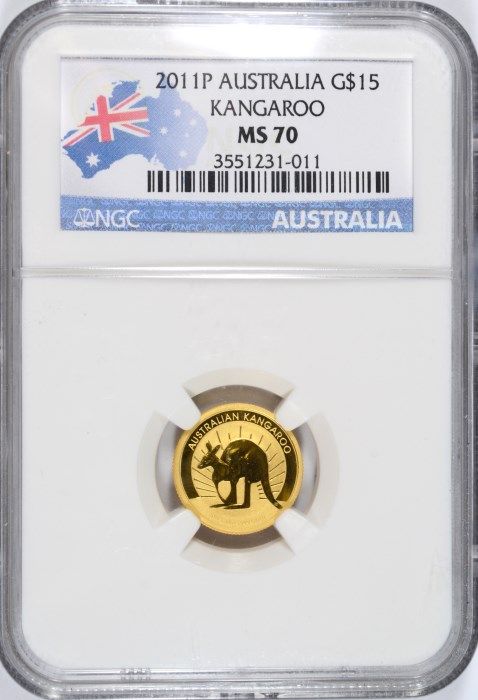 2011P AUSTRALIA G$15
KANGAROO
MS 70
3551231-011
NGC
AUSTRALIA
AUSTRALIAN KANGAROO